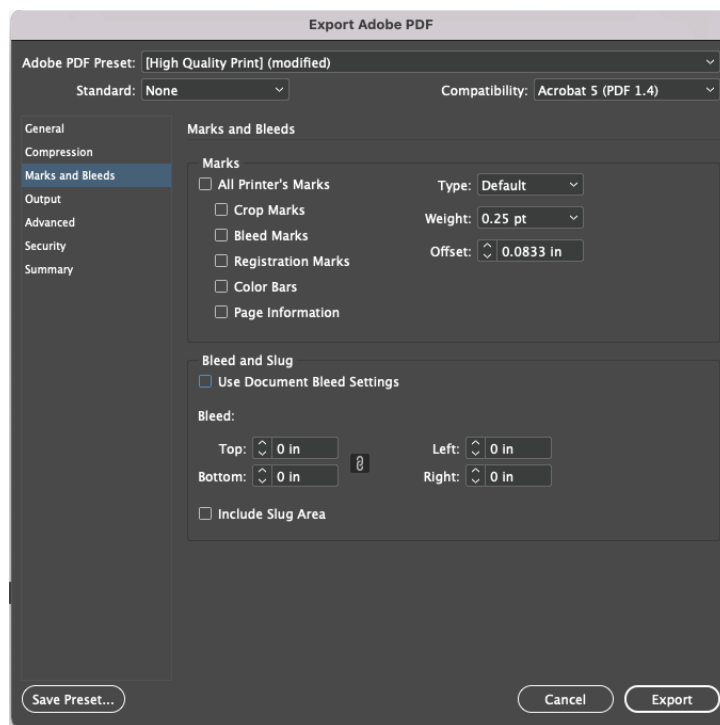 Export Adobe PDF
Adobe PDF Preset: [High Quality Print] (modified)
Standard: None Compatibility: Acrobat 5 (PDF 1.4)
General
Compression
Marks and Bleeds
Output
Advanced
Security
Summary
Marks and Bleeds
Marks
All Printer's Marks
Crop Marks
Bleed Marks
Registration Marks
Color Bars
Page Information
Type: Default
Weight: 0.25 pt
Offset: 0.0833 in
Bleed and Slug
Use Document Bleed Settings
Bleed:
Top: 0 in Left: 0 in
Bottom: 0 in Right: 0 in
Include Slug Area
Save Preset... Cancel Export